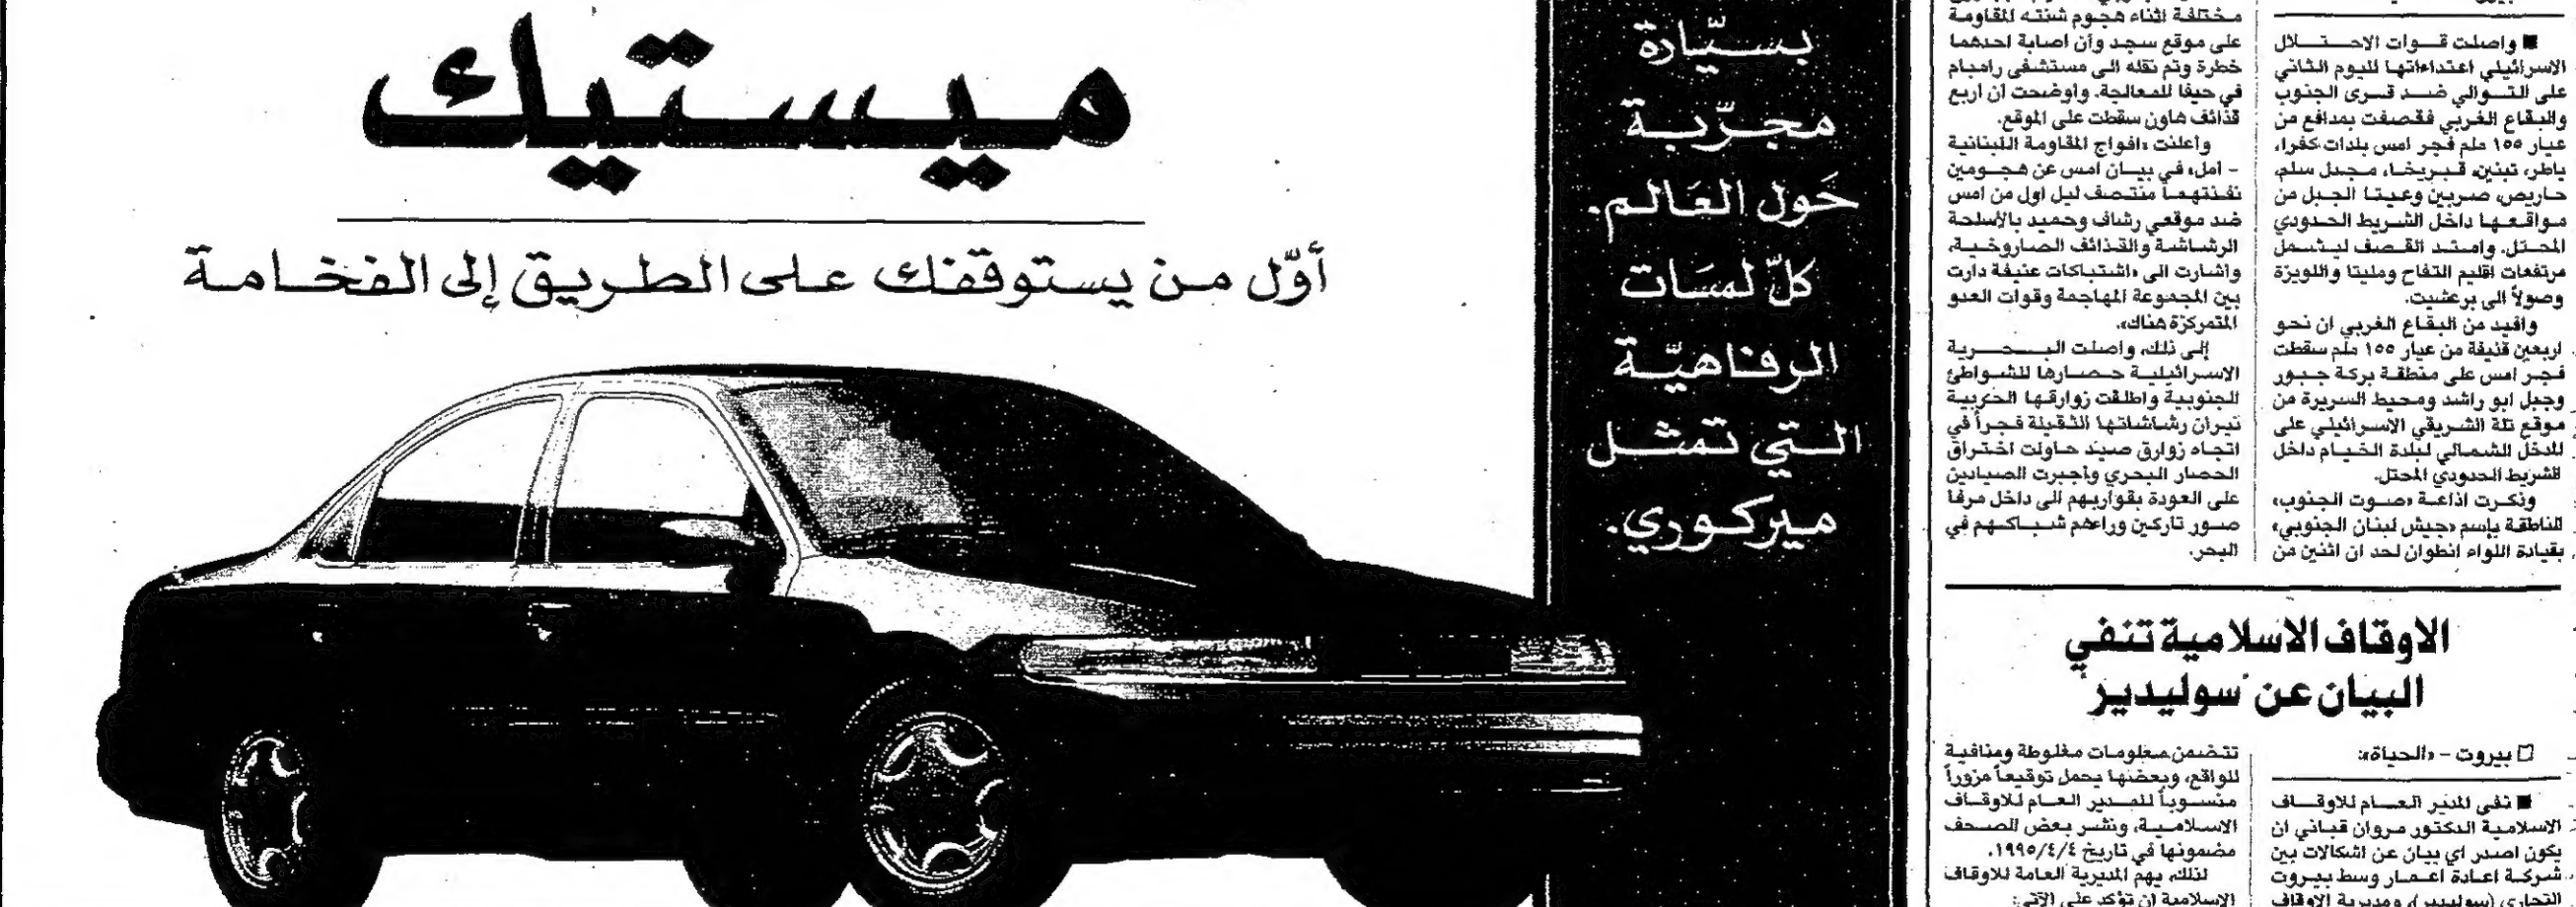 ميستيك
أوّل من يستوقفنك على الطريق إلى الفخامة
بسيّارة
مجرّبة
حَول العَالم.
كلّ لمسَات
الرفاهيّة
التي تمثل
ميركوري.
■ واصلت قوات الاحتلال
الاسرائيلي اعتداءاتها لليوم الثاني
على التوالي ضد قرى الجنوب
والبقاع الغربي فقصفت بمدافع من
عيار ١٥٥ ملم فجر امس بلدات كفرا،
ياطر، تبنين، قبريخا، مجدل سلم،
حاريص، صربين وعيتا الجبل من
مواقعها داخل الشريط الحدودي
المحتل. وامتد القصف ليشمل
مرتفعات اقليم التفاح ومليتا واللويزة
وصولاً الى برعشيت.
وافيد من البقاع الغربي ان نحو
اربعين قذيفة من عيار ١٥٥ ملم سقطت
فجر امس على منطقة بركة جبور
وجبل ابو راشد ومحيط السريرة من
موقع تلة الشريقي الاسرائيلي على
المدخل الشمالي لبلدة الخيام داخل
الشريط الحدودي المحتل.
وذكرت اذاعة «صوت الجنوب»
الناطقة بإسم «جيش لبنان الجنوبي»
بقيادة اللواء انطوان لحد ان اثنين من
مختلفة اثناء هجوم شنته المقاومة
على موقع سجد وأن اصابة احدهما
خطرة وتم نقله الى مستشفى رامبام
في حيفا للمعالجة. واوضحت ان اربع
قذائف هاون سقطت على الموقع.
وأعلنت «افواج المقاومة اللبنانية
- امل» في بيان امس عن هجومين
نفذتهما منتصف ليل اول من امس
ضد موقعي رشاف وحميد بالأسلحة
الرشاشة والقذائف الصاروخية،
واشارت الى «اشتباكات عنيفة دارت
بين المجموعة المهاجمة وقوات العدو
المتمركزة هناك».
إلى ذلك، واصلت البحرية
الاسرائيلية حصارها للشواطئ
الجنوبية واطلقت زوارقها الحربية
نيران رشاشاتها الثقيلة فجراً في
اتجاه زوارق صيد حاولت اختراق
الحصار البحري وأجبرت الصيادين
على العودة بقواربهم الى داخل مرفأ
صور تاركين وراءهم شباكهم في
البحر.
الاوقاف الاسلامية تنفي
البيان عن "سوليدير"
□ بيروت - «الحياة»:
■ نفى المدير العام للاوقاف
الاسلامية الدكتور مروان قباني ان
يكون اصدر اي بيان عن اشكالات بين
شركة اعادة اعمار وسط بيروت
التجاري (سوليدير)، ومديرية الاوقاف
تتضمن معلومات مغلوطة ومنافية
للواقع، وبعضها يحمل توقيعاً مزوراً
منسوباً للمدير العام للاوقاف
الاسلامية، ونشر بعض الصحف
مضمونها في تاريخ ١٩٩٥/٤/٤.
لذلك، يهم المديرية العامة للاوقاف
الإسلامية ان تؤكد على الآتي: